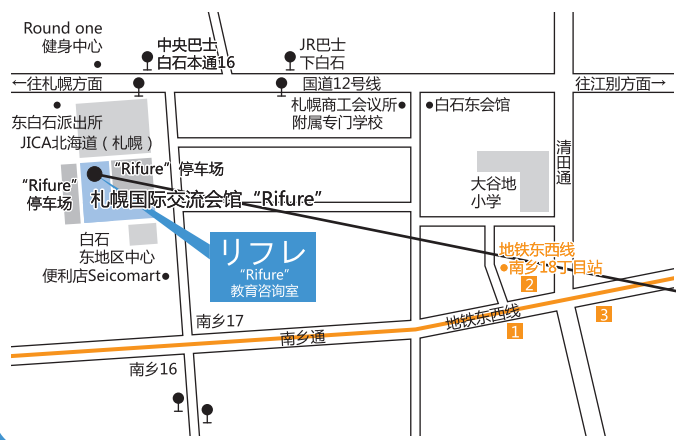 Round one
健身中心
中央巴士
白石本通16
JR巴士
下白石
←往札幌方面
国道12号线
往江别方面→
东白石派出所
札幌商工会议所
附属专门学校
白石东会馆
JICA北海道（札幌）
清田通
“Rifure”停车场
“Rifure”
停车场
札幌国际交流会馆“Rifure”
大谷地
小学
白石
东地区中心
便利店Seicomart
リフレ
“Rifure”
教育咨询室
地铁东西线
南乡18丁目站
2
南乡17
地铁东西线
3
1
南乡通
南乡16